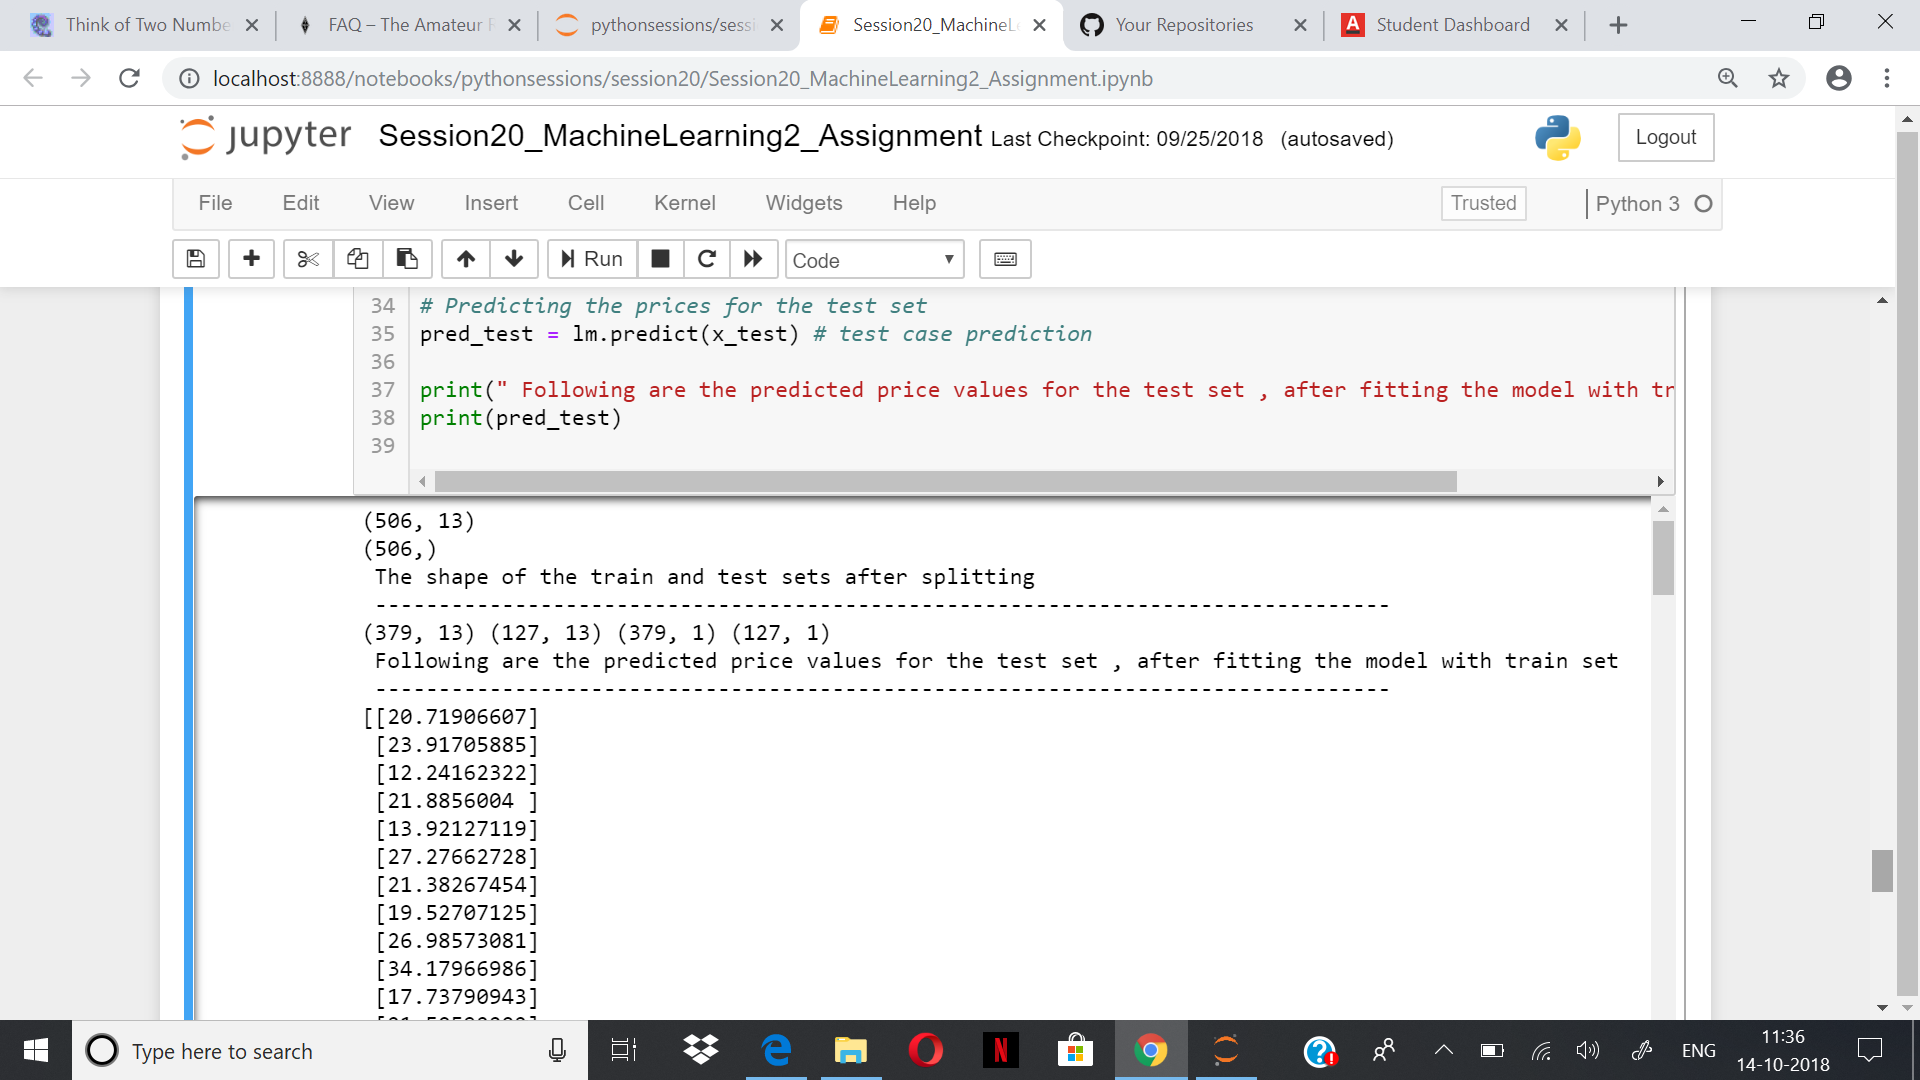 Think of Two Numbe
FAQ – The Amateur R
pythonsessions/sessi
Session20_MachineL
Your Repositories
A Student Dashboard
localhost:8888/notebooks/pythonsessions/session20/Session20_MachineLearning2_Assignment.ipynb
jupyter Session20_MachineLearning2_Assignment Last Checkpoint: 09/25/2018 (autosaved) Logout
File Edit View Insert Cell Kernel Widgets Help Trusted Python 3
Run Code
34 # Predicting the prices for the test set
35 pred_test = lm.predict(x_test) # test case prediction
36
37 print(" Following are the predicted price values for the test set , after fitting the model with tr
38 print(pred_test)
39
(506, 13)
(506,)
The shape of the train and test sets after splitting
--------------------------------------------------------------------------------
(379, 13) (127, 13) (379, 1) (127, 1)
Following are the predicted price values for the test set , after fitting the model with train set
--------------------------------------------------------------------------------
[[20.71906607]
[23.91705885]
[12.24162322]
[21.8856004 ]
[13.92127119]
[27.27662728]
[21.38267454]
[19.52707125]
[26.98573081]
[34.17966986]
[17.73790943]
Type here to search
N
ENG
11:36
14-10-2018